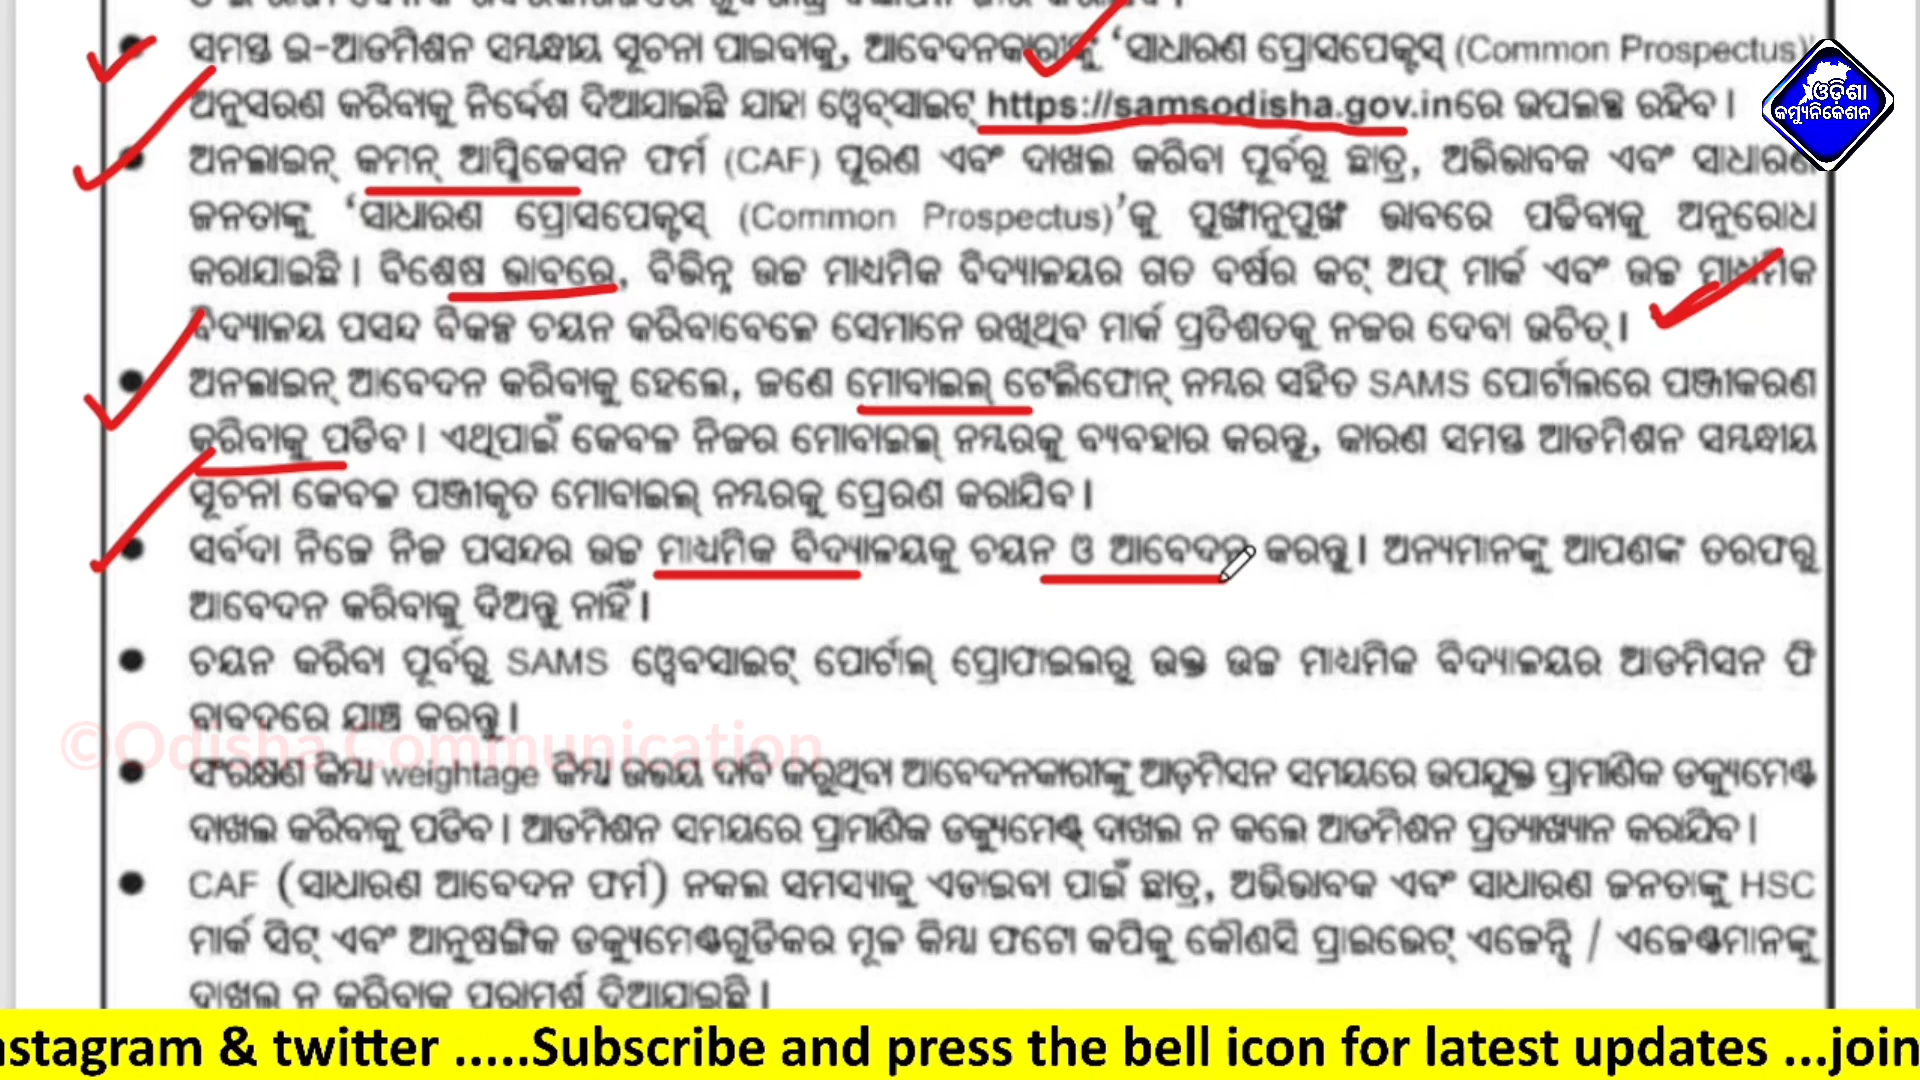 ସମସ୍ତ ଇ-ଆଡମିଶନ ସମ୍ବନ୍ଧୀୟ ସୂଚନା ପାଇବାକୁ, ଆବେଦନକାରୀଙ୍କୁ ‘ସାଧାରଣ ପ୍ରୋସପେକ୍ଟସ୍ (Common Prospectus)’
ଅନୁସରଣ କରିବାକୁ ନିର୍ଦ୍ଦେଶ ଦିଆଯାଇଛି ଯାହା ୱେବ୍‌ସାଇଟ୍ https://samsodisha.gov.inରେ ଉପଲବ୍ଧ ରହିବ।
ଅନଲାଇନ୍ କମନ୍ ଆପ୍ଲିକେସନ ଫର୍ମ (CAF) ପୂରଣ ଏବଂ ଦାଖଲ କରିବା ପୂର୍ବରୁ ଛାତ୍ର, ଅଭିଭାବକ ଏବଂ ସାଧାରଣ
ଜନତାଙ୍କୁ ‘ସାଧାରଣ ପ୍ରୋସପେକ୍ଟସ୍ (Common Prospectus)’କୁ ପୁଙ୍ଖାନୁପୁଙ୍ଖ ଭାବରେ ପଢିବାକୁ ଅନୁରୋଧ
କରାଯାଇଛି। ବିଶେଷ ଭାବରେ, ବିଭିନ୍ନ ଉଚ୍ଚ ମାଧ୍ୟମିକ ବିଦ୍ୟାଳୟର ଗତ ବର୍ଷର କଟ୍ ଅଫ୍ ମାର୍କ ଏବଂ ଉଚ୍ଚ ମାଧ୍ୟମିକ
ବିଦ୍ୟାଳୟ ପସନ୍ଦ ବିକଳ୍ପ ଚୟନ କରିବାବେଳେ ସେମାନେ ରଖିଥିବ ମାର୍କ ପ୍ରତିଶତକୁ ନଜର ଦେବା ଉଚିତ୍।
ଅନଲାଇନ୍ ଆବେଦନ କରିବାକୁ ହେଲେ, ଜଣେ ମୋବାଇଲ୍ ଟେଲିଫୋନ୍ ନମ୍ବର ସହିତ SAMS ପୋର୍ଟାଲରେ ପଞ୍ଜୀକରଣ
କରିବାକୁ ପଡିବ। ଏଥିପାଇଁ କେବଳ ନିଜର ମୋବାଇଲ୍ ନମ୍ବରକୁ ବ୍ୟବହାର କରନ୍ତୁ, କାରଣ ସମସ୍ତ ଆଡମିଶନ ସମ୍ବନ୍ଧୀୟ
ସୂଚନା କେବଳ ପଞ୍ଜୀକୃତ ମୋବାଇଲ୍ ନମ୍ବରକୁ ପ୍ରେରଣ କରାଯିବ।
ସର୍ବଦା ନିଜେ ନିଜ ପସନ୍ଦର ଉଚ୍ଚ ମାଧ୍ୟମିକ ବିଦ୍ୟାଳୟକୁ ଚୟନ ଓ ଆବେଦନ କରନ୍ତୁ। ଅନ୍ୟମାନଙ୍କୁ ଆପଣଙ୍କ ତରଫରୁ
ଆବେଦନ କରିବାକୁ ଦିଅନ୍ତୁ ନାହିଁ।
ଚୟନ କରିବା ପୂର୍ବରୁ SAMS ୱେବସାଇଟ୍ ପୋର୍ଟାଲ୍ ପ୍ରୋଫାଇଲରୁ ଉକ୍ତ ଉଚ୍ଚ ମାଧ୍ୟମିକ ବିଦ୍ୟାଳୟର ଆଡମିସନ ଫି
ବାବଦରେ ଯାଞ୍ଚ କରନ୍ତୁ।
©Odisha Communication
ସଂରକ୍ଷଣ କିମ୍ବା weightage କିମ୍ବା ଉଭୟ ଦାବି କରୁଥିବା ଆବେଦନକାରୀଙ୍କୁ ଆଡ଼ମିସନ ସମୟରେ ଉପଯୁକ୍ତ ପ୍ରାମାଣିକ ଡକ୍ୟୁମେଣ୍ଟ
ଦାଖଲ କରିବାକୁ ପଡିବ। ଆଡମିଶନ ସମୟରେ ପ୍ରାମାଣିକ ଡକ୍ୟୁମେଣ୍ଟ୍ ଦାଖଲ ନ କଲେ ଆଡମିଶନ ପ୍ରତ୍ୟାଖ୍ୟାନ କରାଯିବ।
CAF (ସାଧାରଣ ଆବେଦନ ଫର୍ମ) ନକଲ ସମସ୍ୟାକୁ ଏଡାଇବା ପାଇଁ ଛାତ୍ର, ଅଭିଭାବକ ଏବଂ ସାଧାରଣ ଜନତାଙ୍କୁ HSC
ମାର୍କ ସିଟ୍ ଏବଂ ଆନୁଷଙ୍ଗିକ ଡକ୍ୟୁମେଣ୍ଟଗୁଡିକର ମୂଳ କିମ୍ବା ଫଟୋ କପିକୁ କୌଣସି ପ୍ରାଇଭେଟ୍ ଏଜେନ୍ସି / ଏଜେଣ୍ଟମାନଙ୍କୁ
ଦାଖଲ ନ କରିବାକୁ ପରାମର୍ଶ ଦିଆଯାଇଛି।
ଓଡ଼ିଶା
କମ୍ୟୁନିକେଶନ
nstagram & twitter .....Subscribe and press the bell icon for latest updates ...join